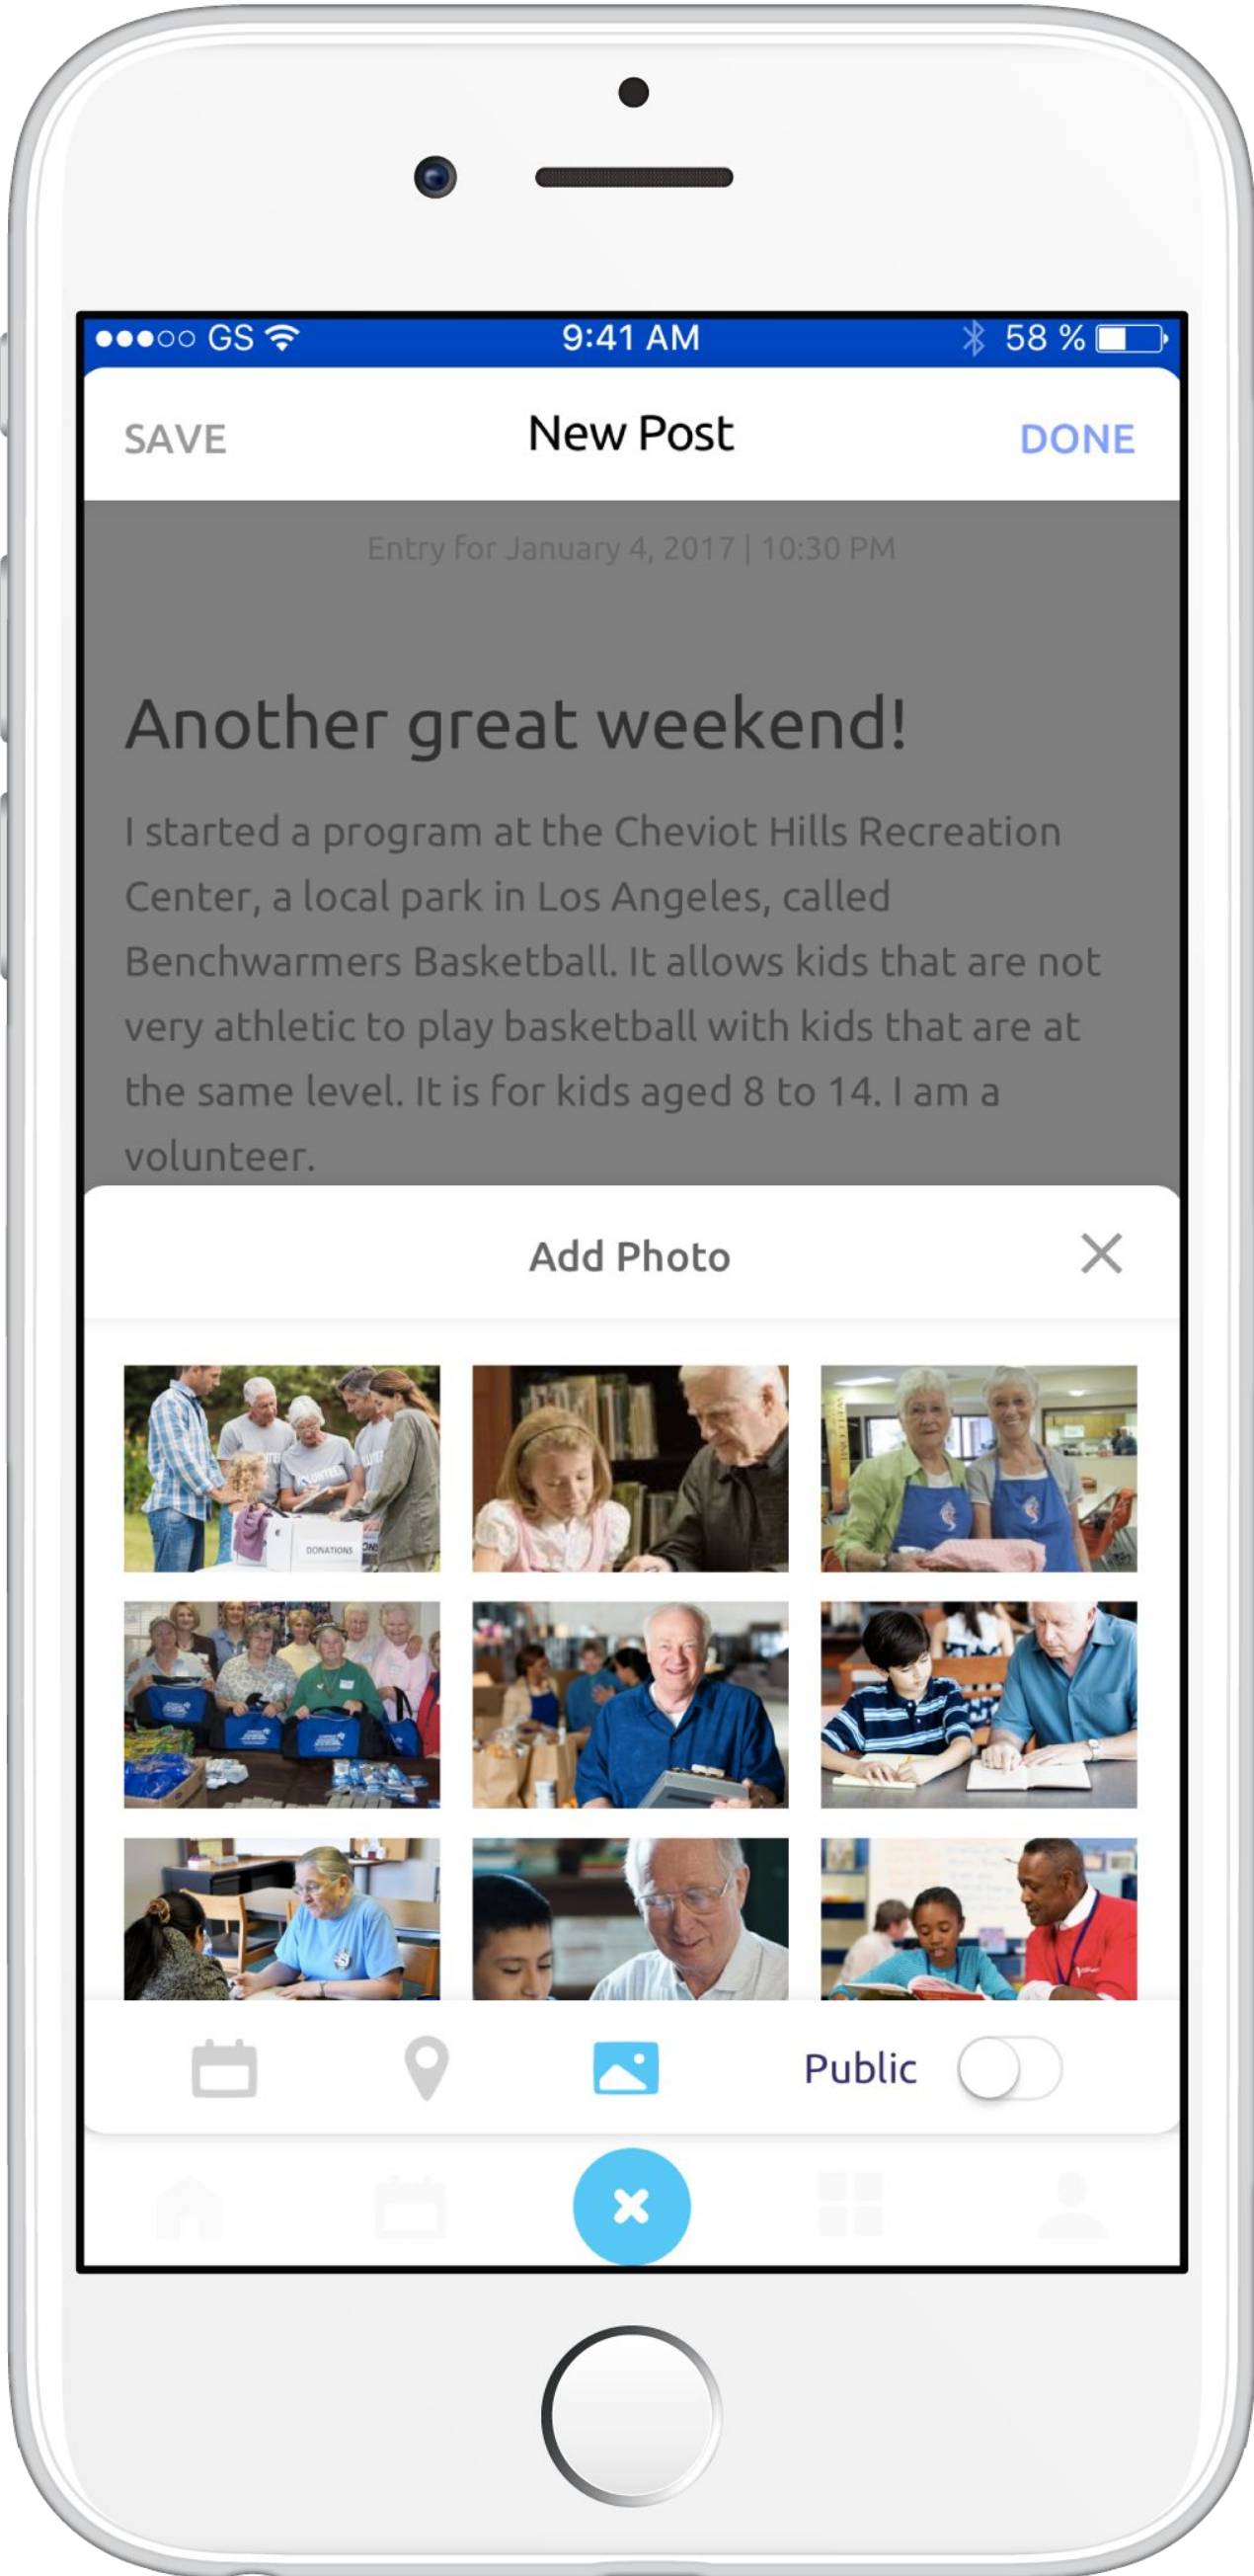 GS 9:41 AM 58 %
SAVE New Post DONE
Entry for January 4, 2017 | 10:30 PM
Another great weekend!
I started a program at the Cheviot Hills Recreation
Center, a local park in Los Angeles, called
Benchwarmers Basketball. It allows kids that are not
very athletic to play basketball with kids that are at
the same level. It is for kids aged 8 to 14. I am a
volunteer.
Add Photo
VOLUNTEER
DONATIONS
Public